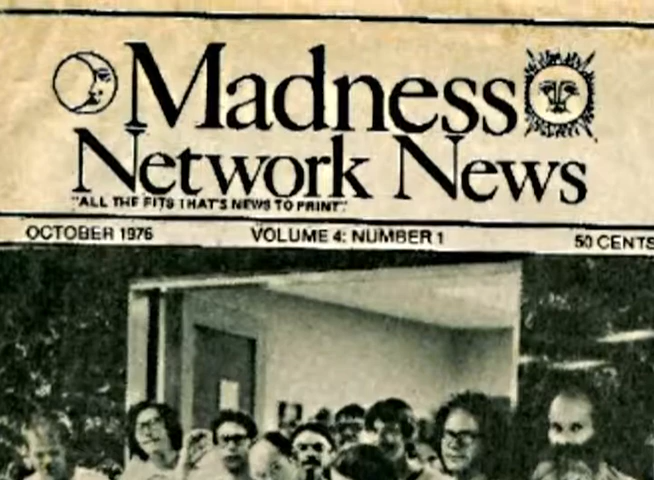 Madness
Network News
"ALL THE FITS THAT'S NEWS TO PRINT"
OCTOBER 1976 VOLUME 4: NUMBER 1 50 CENTS